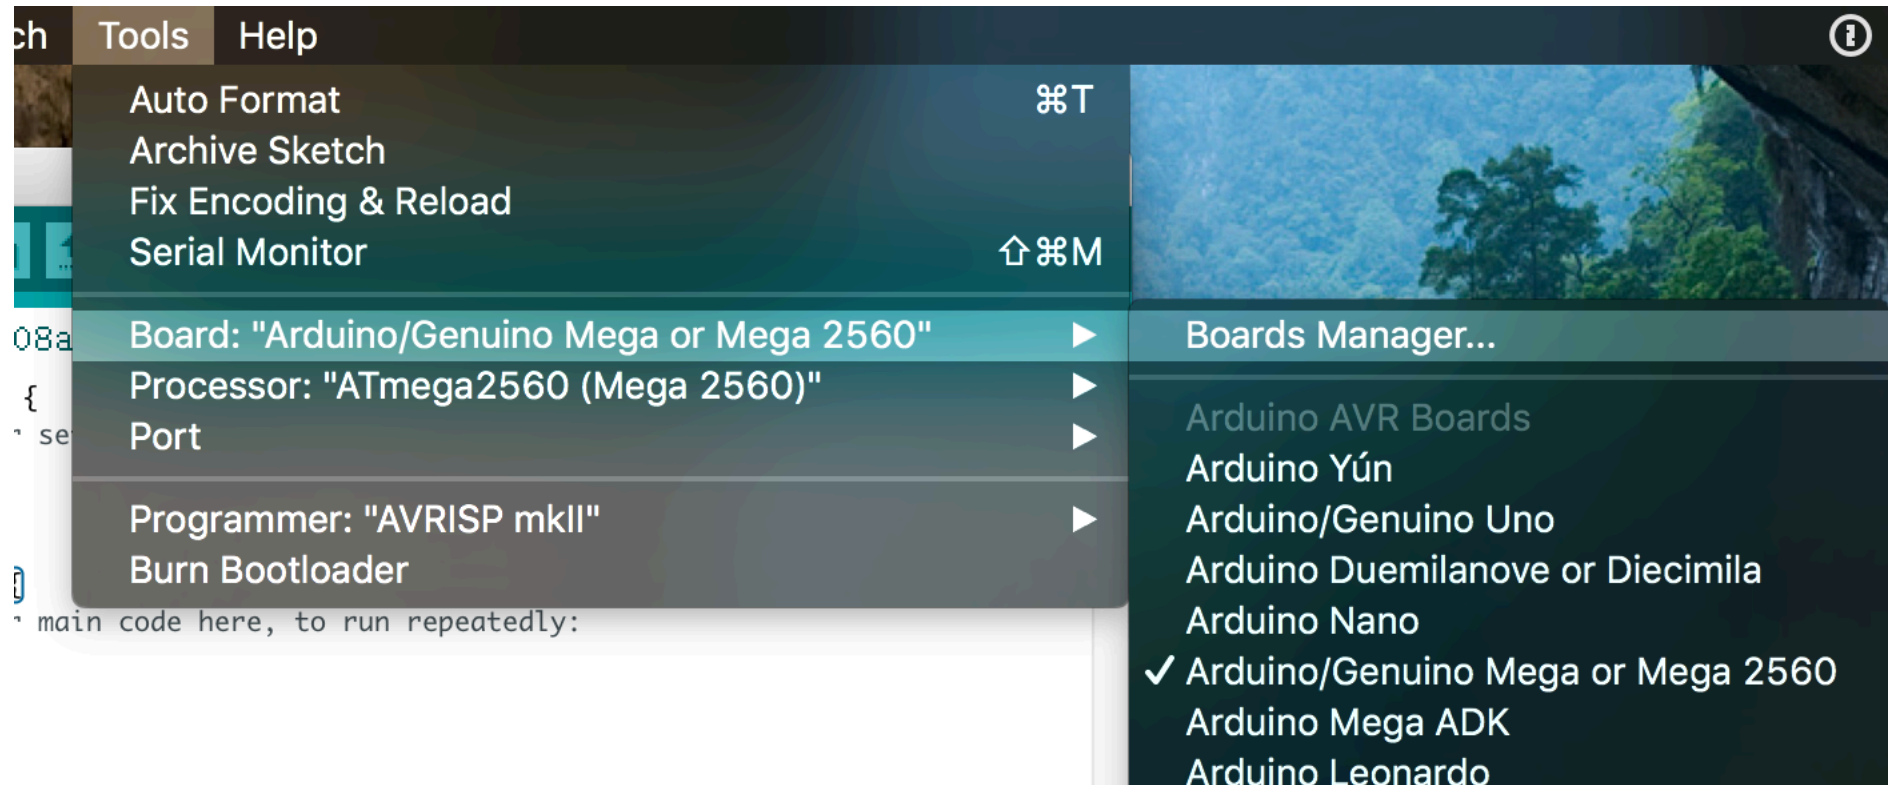 ch Tools Help
Auto Format ⌘T
Archive Sketch
Fix Encoding & Reload
Serial Monitor ⇧⌘M
Board: "Arduino/Genuino Mega or Mega 2560" ▶
Processor: "ATmega2560 (Mega 2560)" ▶
Port ▶
Programmer: "AVRISP mkII" ▶
Burn Bootloader
Boards Manager...
Arduino AVR Boards
Arduino Yún
Arduino/Genuino Uno
Arduino Duemilanove or Diecimila
Arduino Nano
✓ Arduino/Genuino Mega or Mega 2560
Arduino Mega ADK
Arduino Leonardo
08a
{
se
main code here, to run repeatedly: